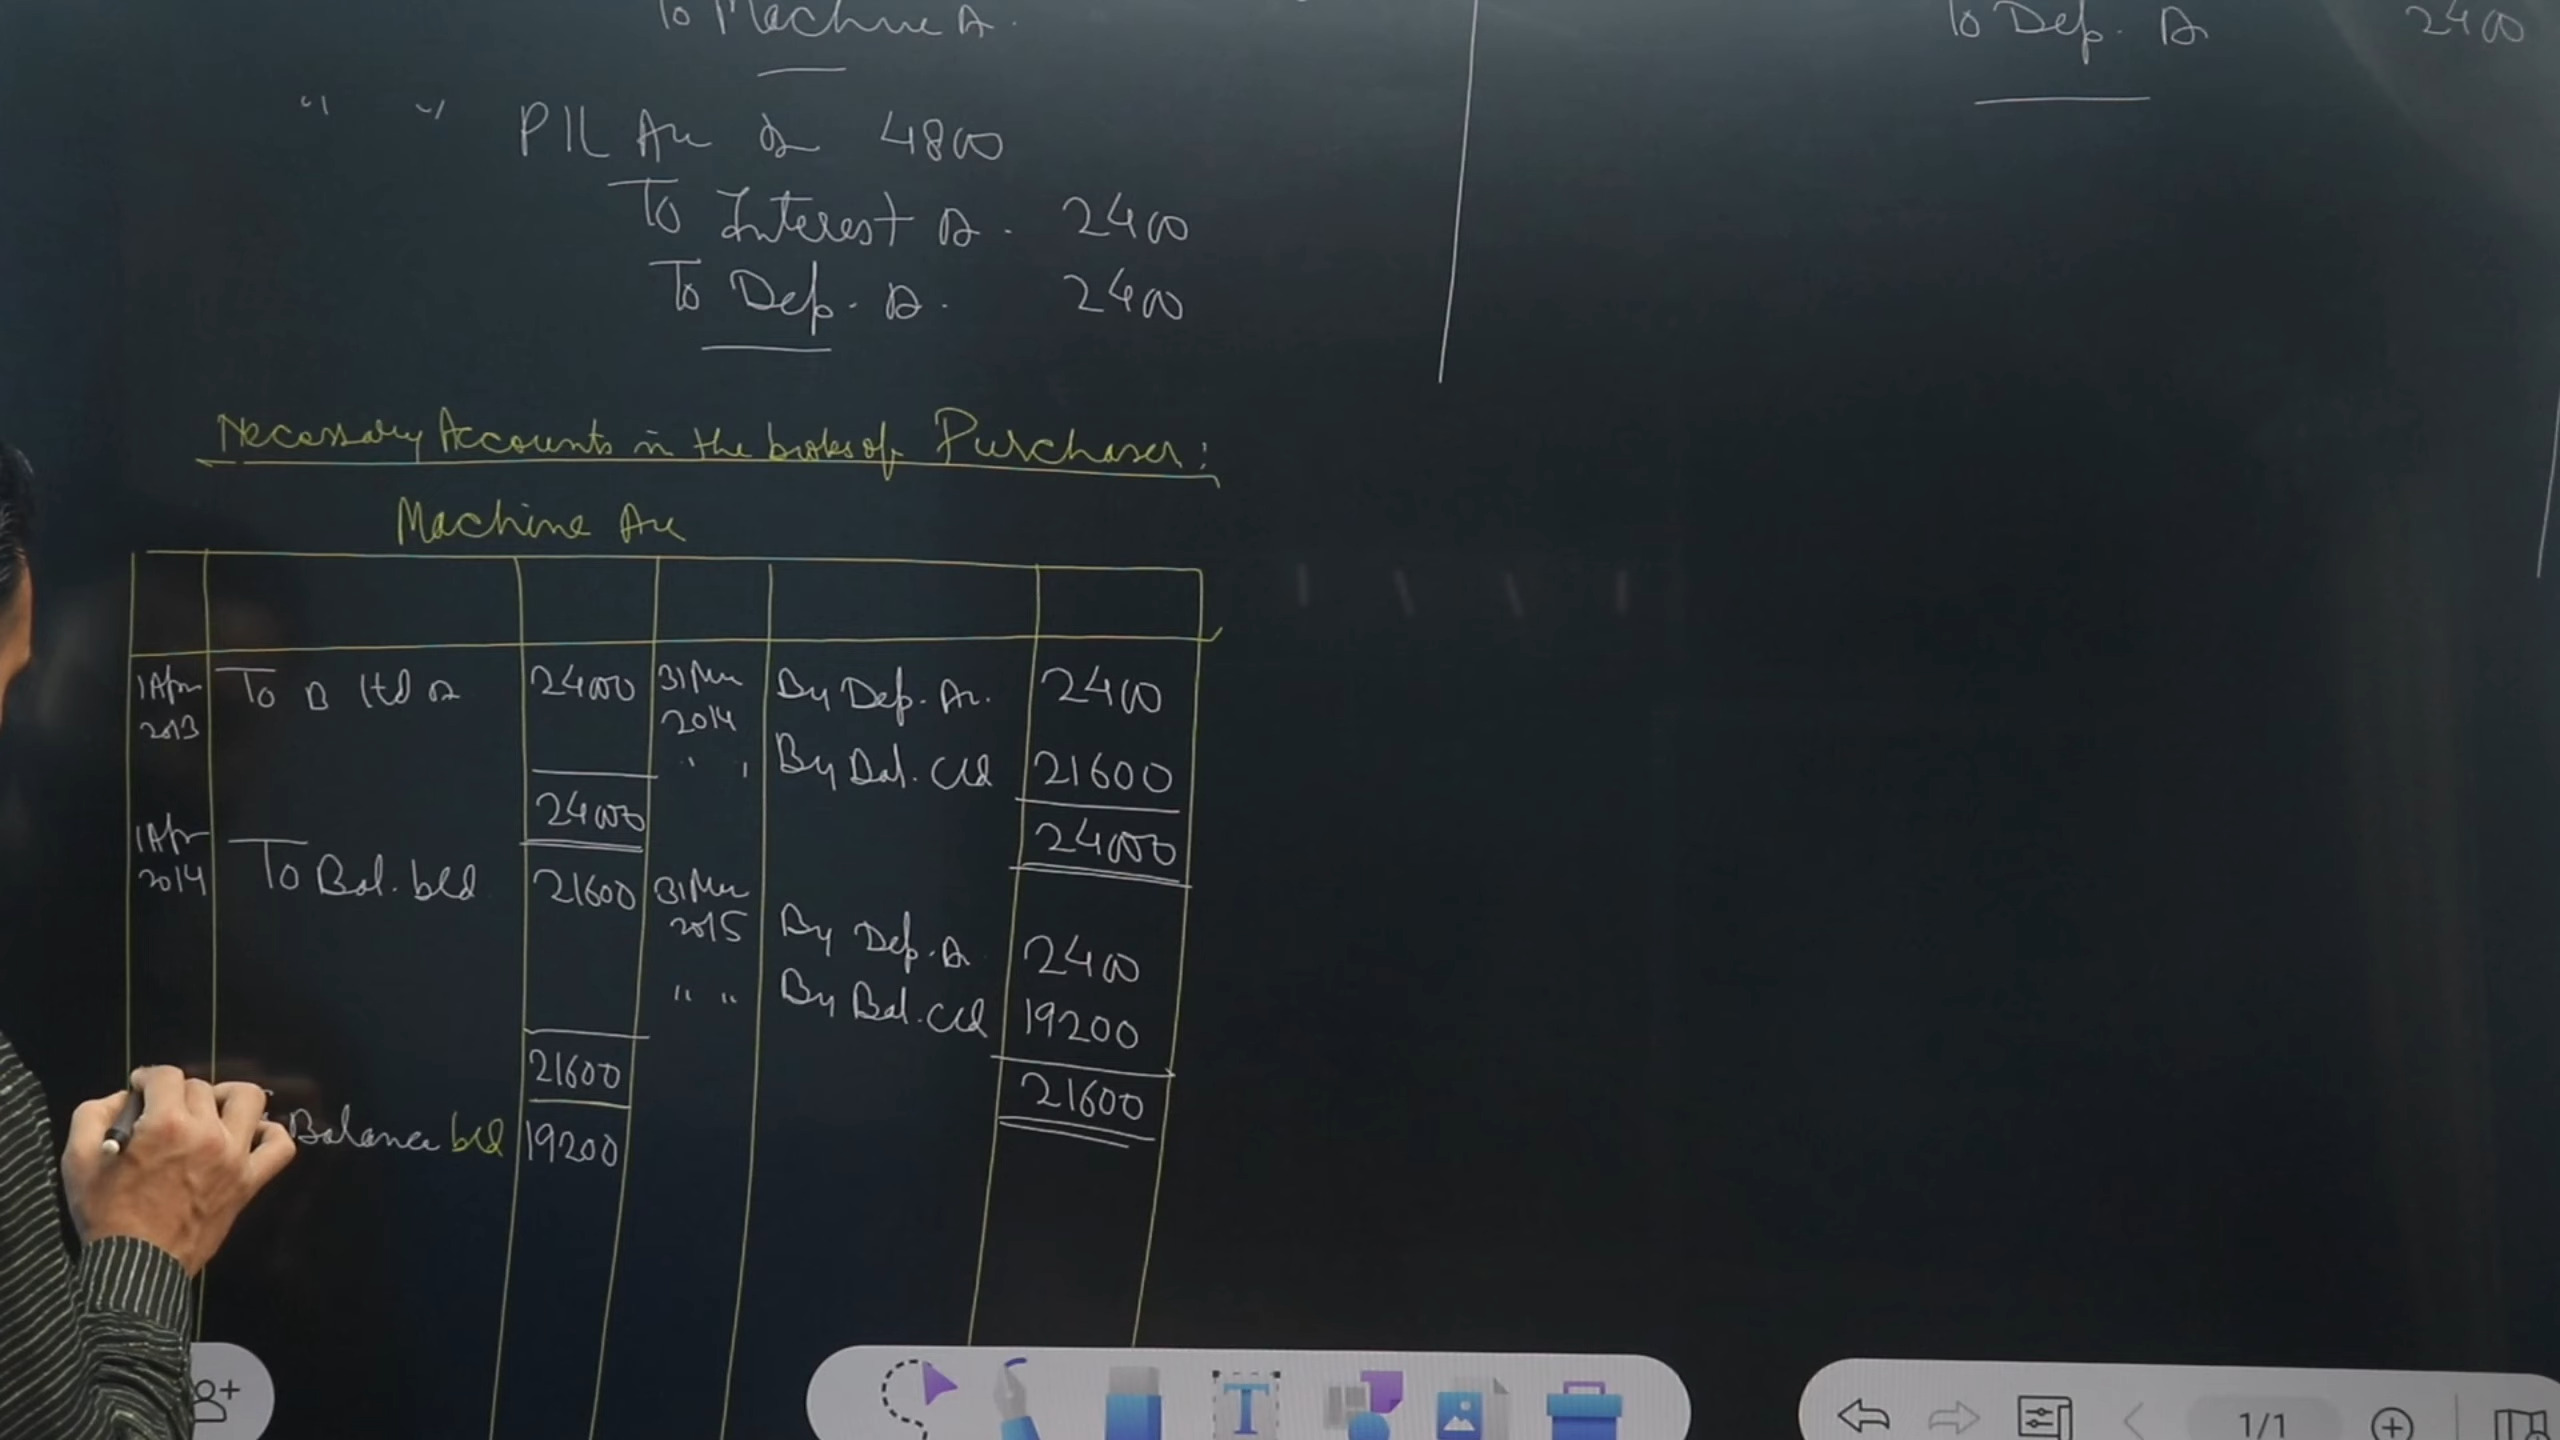 To Machine A.
To Dep. A 2400
" " P/L A/c Dr 4800
To Interest A. 2400
To Dep. A. 2400
Necessary Accounts in the books of Purchaser:
Machine A/c
1 Apr 2013 To B ltd A 24000 31 Mar 2014 By Dep. A/c. 2400
" " By Bal. c/d 21600
24000 24000
1 Apr 2014 To Bal. b/d 21600 31 Mar 2015 By Dep. A 2400
" " By Bal. c/d 19200
21600 21600
Balance b/d 19200
T
1/1